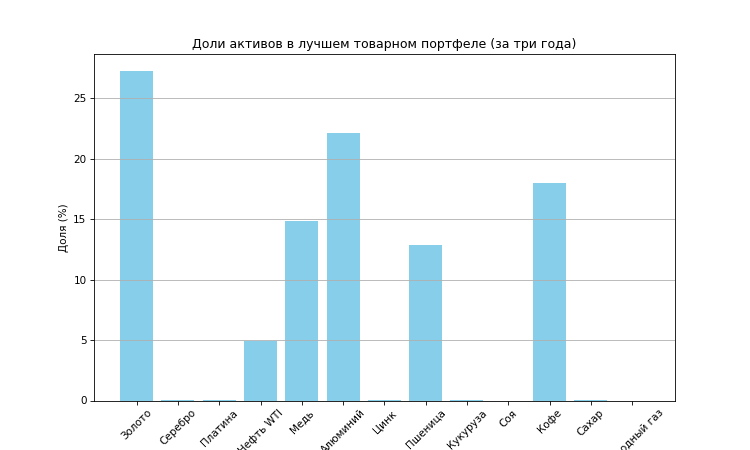 Доли активов в лучшем товарном портфеле (за три года)
Доля (%)
25
20
15
10
5
0
Золото
Серебро
Платина
Нефть WTI
Медь
Алюминий
Цинк
Пшеница
Кукуруза
Соя
Кофе
Сахар
газ